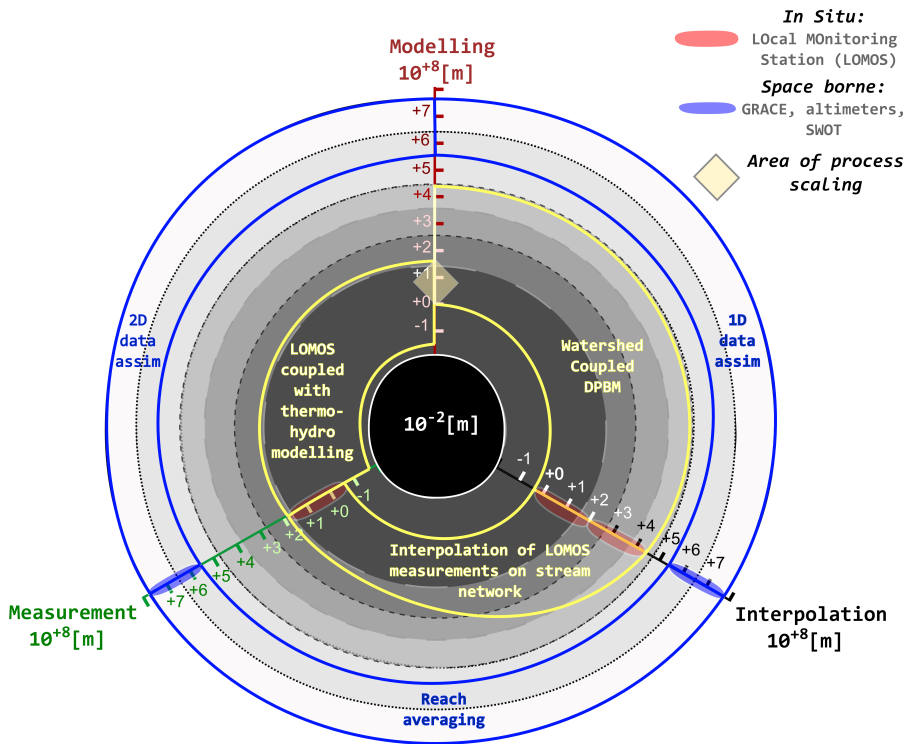 In Situ:
LOcal MOnitoring
Station (LOMOS)
Space borne:
GRACE, altimeters,
SWOT
Area of process
scaling
Modelling
10+8[m]
+7
+6
+5
+4
+3
+2
+1
+0
-1
2D
data
assim
1D
data
assim
LOMOS
coupled
with
thermo-
hydro
modelling
Watershed
Coupled
DPBM
10-2[m]
-1
+0
+1
+2
+3
+4
+5
+6
+7
-1
+0
+1
+2
+3
+4
+5
+6
+7
Interpolation of LOMOS
measurements on stream
network
Measurement
10+8[m]
Interpolation
10+8[m]
Reach
averaging